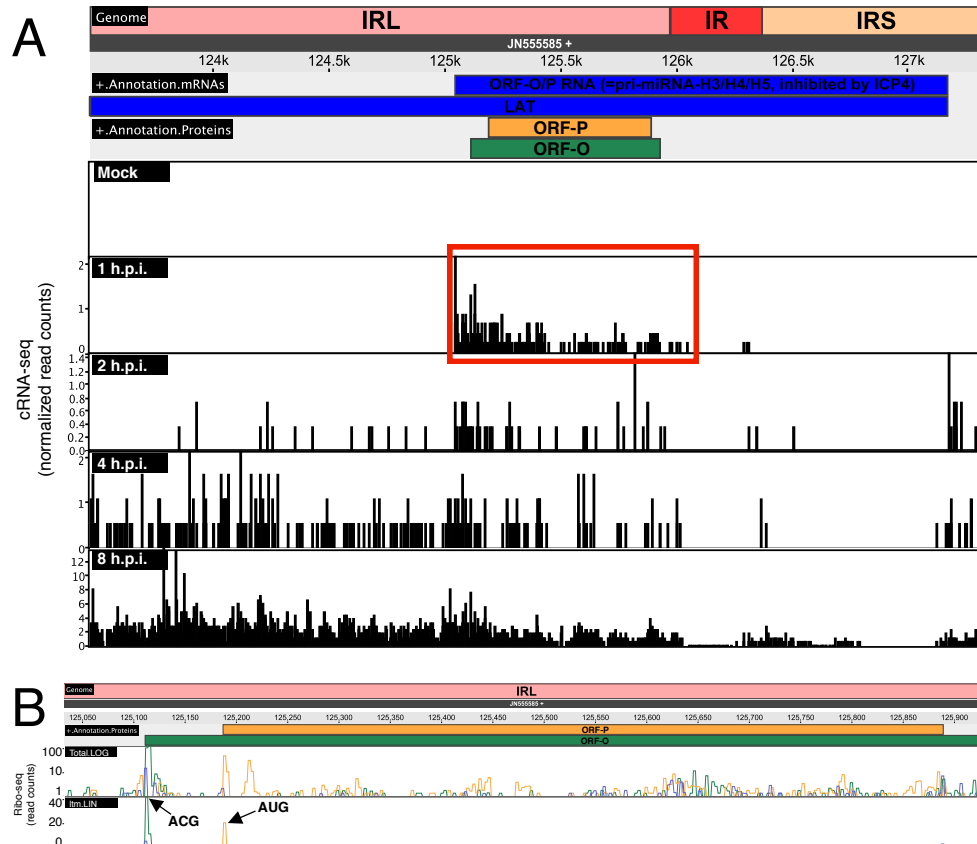 A
Genome
IRL
IR
IRS
JN555585 +
124k
124.5k
125k
125.5k
126k
126.5k
127k
+.Annotation.mRNAs
ORF-O/P RNA (=pri-miRNA-H3/H4/H5, inhibited by ICP4)
LAT
+.Annotation.Proteins
ORF-P
ORF-O
Mock
cRNA-seq
(normalized read counts)
1 h.p.i.
2
1
0
2 h.p.i.
1.4
1.2
1.0
0.8
0.6
0.4
0.2
0.0
4 h.p.i.
2
1
0
8 h.p.i.
12
10
8
6
4
2
0
B
Genome
IRL
JN555585 +
125,050
125,100
125,150
125,200
125,250
125,300
125,350
125,400
125,450
125,500
125,550
125,600
125,650
125,700
125,750
125,800
125,850
125,900
+.Annotation.Proteins
ORF-P
ORF-O
Ribo-seq
(read counts)
Total.LOG
100
10
1
ltm.LIN
40
20
0
ACG
AUG